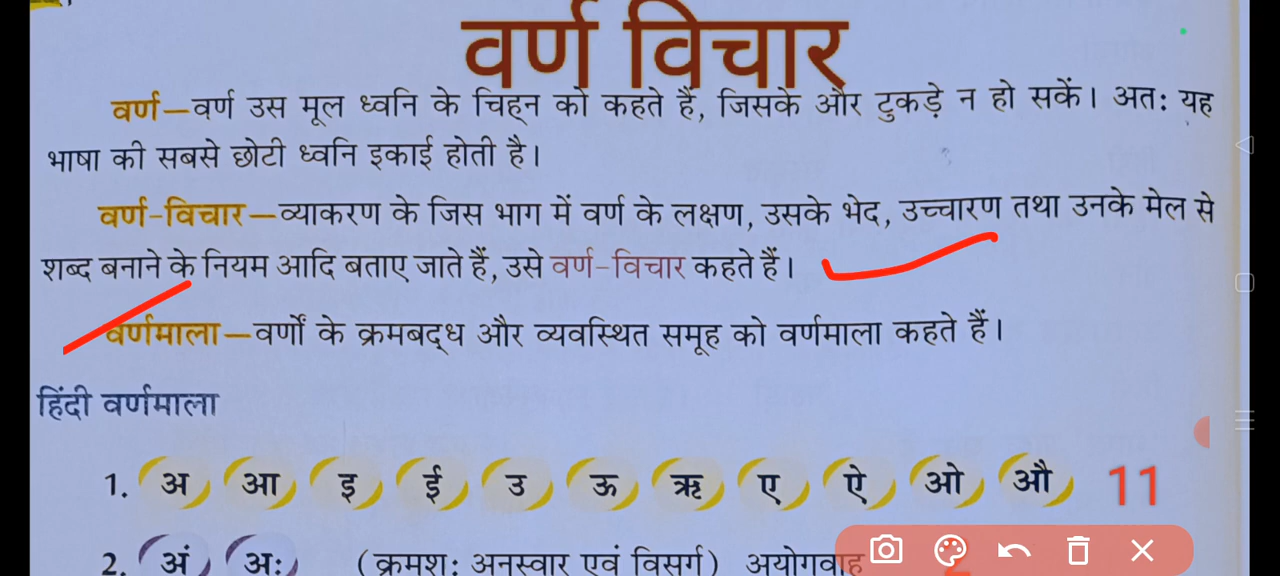 वर्ण विचार
वर्ण—वर्ण उस मूल ध्वनि के चिह्न को कहते हैं, जिसके और टुकड़े न हो सकें। अतः यह
भाषा की सबसे छोटी ध्वनि इकाई होती है।
वर्ण-विचार—व्याकरण के जिस भाग में वर्ण के लक्षण, उसके भेद, उच्चारण तथा उनके मेल से
शब्द बनाने के नियम आदि बताए जाते हैं, उसे वर्ण-विचार कहते हैं।
वर्णमाला—वर्णों के क्रमबद्ध और व्यवस्थित समूह को वर्णमाला कहते हैं।
हिंदी वर्णमाला
1. अ आ इ ई उ ऊ ऋ ए ऐ ओ औ 11
2. अं अः (क्रमशः अनुस्वार एवं विसर्ग) अयोगवाह 2